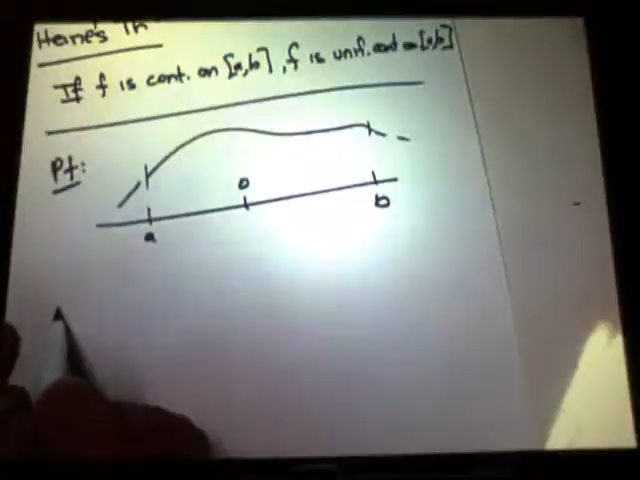 Heine's Th
If f is cont. on [a,b], f is unif. cont on [a,b]
Pf:
o
a
b